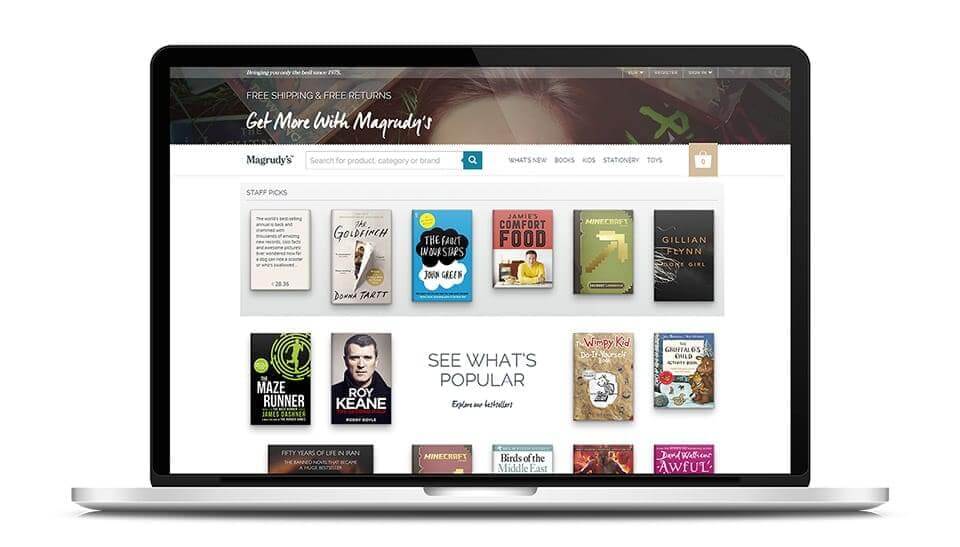 Bringing you only the best since 1975.
EUR
REGISTER
SIGN IN
FREE SHIPPING & FREE RETURNS
Get More With Magrudy's
Magrudy's
Search for product, category or brand
WHAT'S NEW
BOOKS
KIDS
STATIONERY
TOYS
0
STAFF PICKS
The world's best-selling
annual is back and
crammed with
thousands of amazing
new records, cool facts
and awesome pictures!
Ever wondered how far
a dog can ride a scooter
or who's swallowed...
€ 28.36
THE
GOLDFINCH
DONNA TARTT
THE FAULT
IN OUR STARS
JOHN GREEN
JAMIE'S
COMFORT
FOOD
MINECRAFT
GILLIAN
FLYNN
GONE GIRL
THE
MAZE
RUNNER
JAMES DASHNER
ROY
KEANE
THE SECOND HALF
RODDY DOYLE
SEE WHAT'S
POPULAR
Explore our bestsellers
Wimpy Kid
Do-It-Yourself
Book
THE
GRUFFALO'S
CHILD
ACTIVITY BOOK
FIFTY YEARS OF LIFE IN IRAN
THE BANNED NOVEL THAT BECAME
A HUGE BESTSELLER
MINECRAFT
Birds of the
Middle East
David Walliams
AWFUL